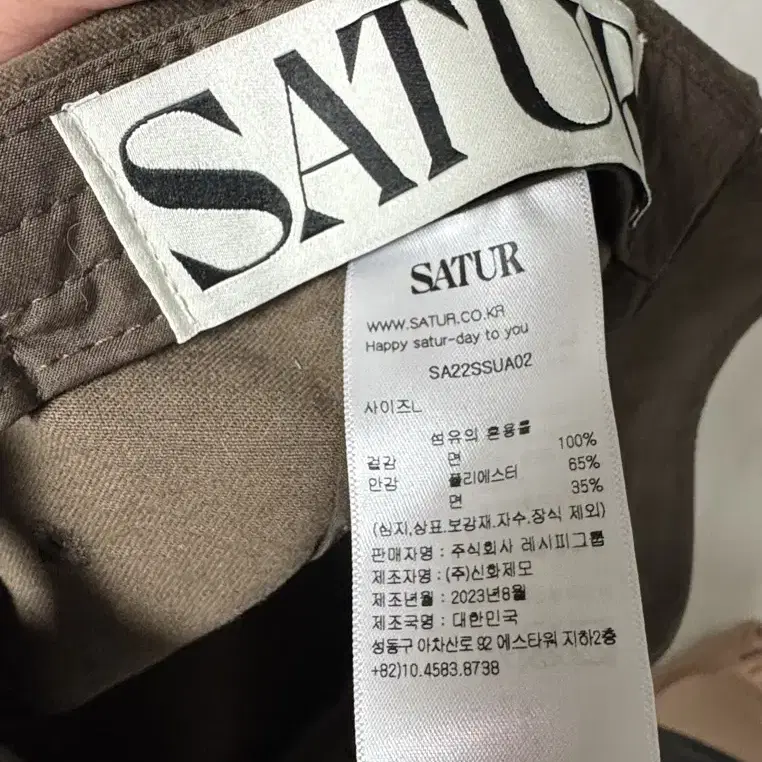 SATUR
SATUR
WWW.SATUR.CO.KR
Happy satur-day to you
SA22SSUA02
사이즈L
섬유의 혼용률
겉감 면 100%
안감 폴리에스터 65%
면 35%
(심지,상표.보강재.자수.장식 제외)
판매자명 : 주식회사 레시피그룹
제조자명 : (주)신화제모
제조년월 : 2023년8월
제조국명 : 대한민국
성동구 아차산로 92 에스타워 지하2층
+82)10.4583.8738